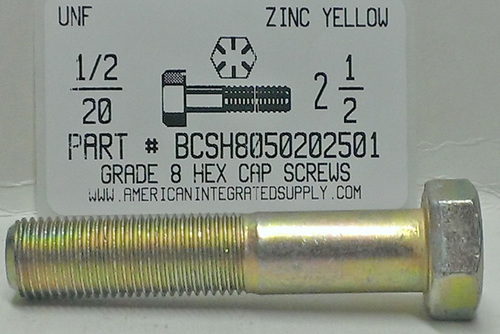 UNF ZINC YELLOW
1/2
20
2 1/2
PART # BCSH8050202501
GRADE 8 HEX CAP SCREWS
WWW.AMERICANINTEGRATEDSUPPLY.COM